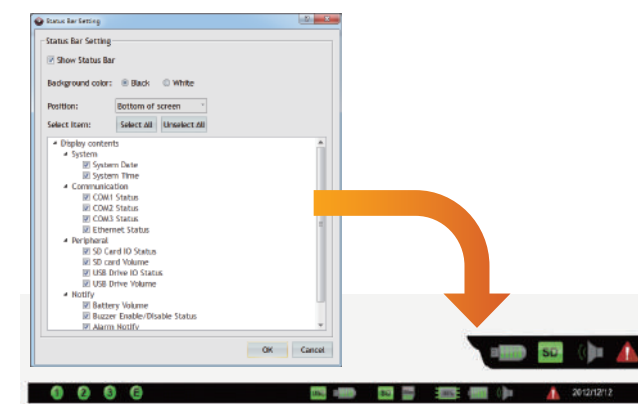 Status Bar Setting
Status Bar Setting
Show Status Bar
Background color: Black White
Position: Bottom of screen
Select Item: Select All Unselect All
Display contents
System
System Date
System Time
Communication
COM1 Status
COM2 Status
COM3 Status
Ethernet Status
Peripheral
SD Card IO Status
SD card Volume
USB Drive IO Status
USB Drive Volume
Notify
Battery Volume
Buzzer Enable/Disable Status
Alarm Notify
OK Cancel
SD
1 2 3 E
2012/12/12